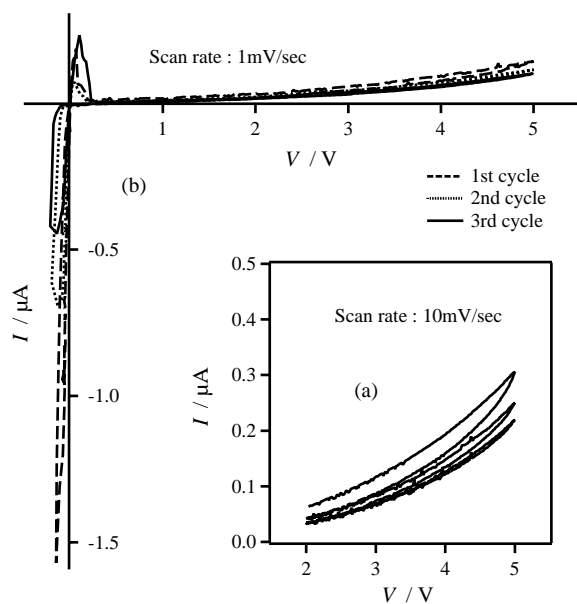 Scan rate : 1mV/sec
1
2
3
4
5
V / V
(b)
1st cycle
2nd cycle
3rd cycle
-0.5
-1.0
-1.5
I / μA
0.5
0.4
0.3
0.2
0.1
0.0
I / μA
Scan rate : 10mV/sec
(a)
2
3
4
5
V / V